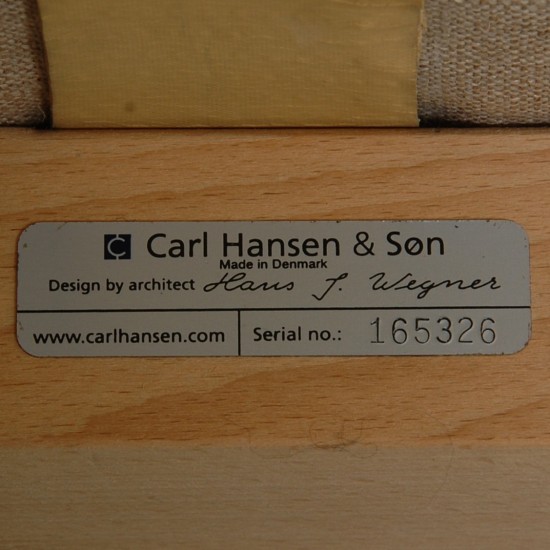 Carl Hansen & Søn
Made in Denmark
Design by architect Hans J. Wegner
www.carlhansen.com
Serial no.: 165326